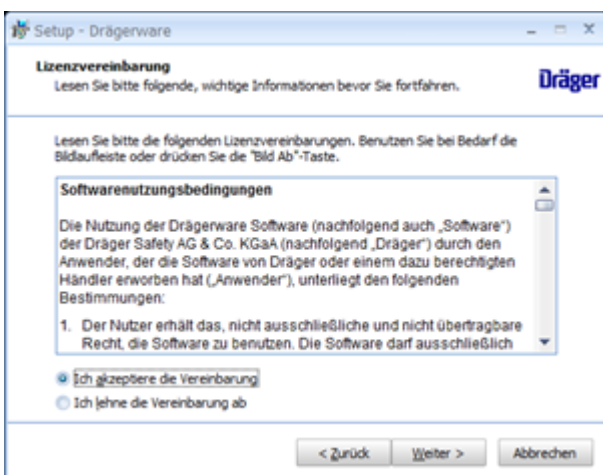 Setup - Drägerware
Lizenzvereinbarung
Lesen Sie bitte folgende, wichtige Informationen bevor Sie fortfahren.
Dräger
Lesen Sie bitte die folgenden Lizenzvereinbarungen. Benutzen Sie bei Bedarf die
Bildlaufleiste oder drücken Sie die "Bild Ab"-Taste.
Softwarenutzungsbedingungen
Die Nutzung der Drägerware Software (nachfolgend auch „Software")
der Dräger Safety AG & Co. KGaA (nachfolgend „Dräger") durch den
Anwender, der die Software von Dräger oder einem dazu berechtigten
Händler erworben hat („Anwender"), unterliegt den folgenden
Bestimmungen:
1. Der Nutzer erhält das, nicht ausschließliche und nicht übertragbare
Recht, die Software zu benutzen. Die Software darf ausschließlich
Ich akzeptiere die Vereinbarung
Ich lehne die Vereinbarung ab
< Zurück
Weiter >
Abbrechen